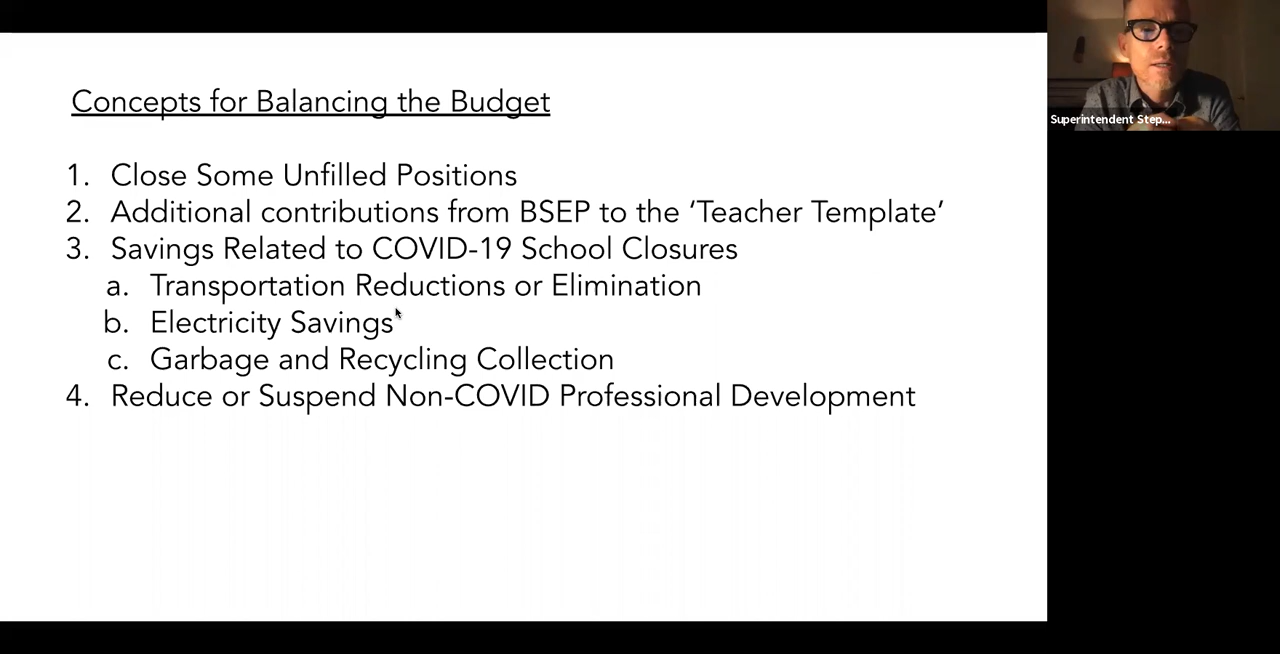 Concepts for Balancing the Budget
1. Close Some Unfilled Positions
2. Additional contributions from BSEP to the ‘Teacher Template’
3. Savings Related to COVID-19 School Closures
a. Transportation Reductions or Elimination
b. Electricity Savings
c. Garbage and Recycling Collection
4. Reduce or Suspend Non-COVID Professional Development
Superintendent Step...